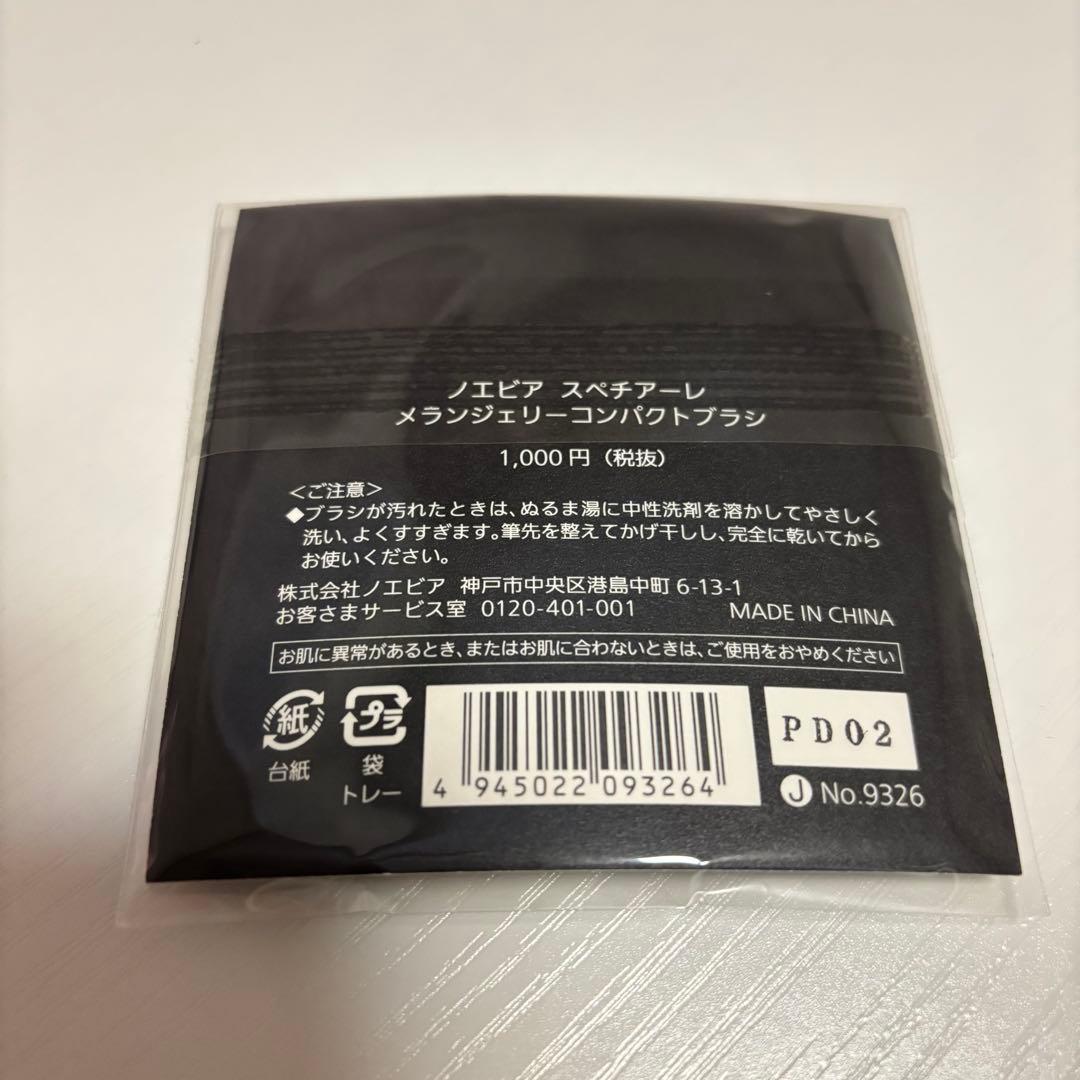 ノエビア スペチアーレ
メランジェリーコンパクトブラシ
1,000円（税抜）
＜ご注意＞
◆ブラシが汚れたときは、ぬるま湯に中性洗剤を溶かしてやさしく
洗い、よくすすぎます。筆先を整えてかげ干しし、完全に乾いてから
お使いください。
株式会社ノエビア 神戸市中央区港島中町 6-13-1
お客さまサービス室 0120-401-001 MADE IN CHINA
お肌に異常があるとき、またはお肌に合わないときは、ご使用をおやめください
紙
台紙
プラ
袋
トレー
4 945022 093264
PD02
J No.9326